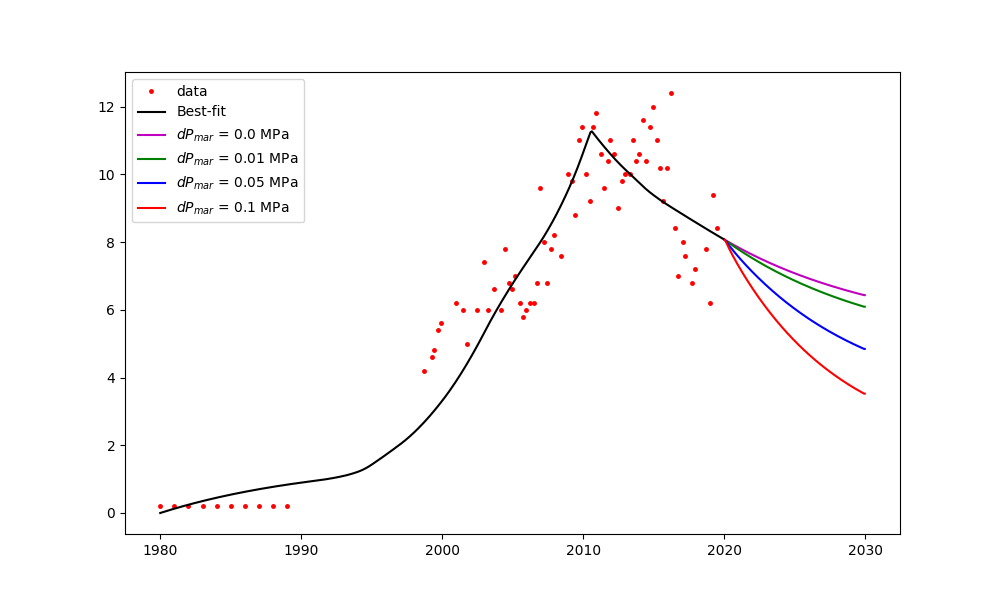 data
Best-fit
dP_mar = 0.0 MPa
dP_mar = 0.01 MPa
dP_mar = 0.05 MPa
dP_mar = 0.1 MPa
12
10
8
6
4
2
0
1980 1990 2000 2010 2020 2030